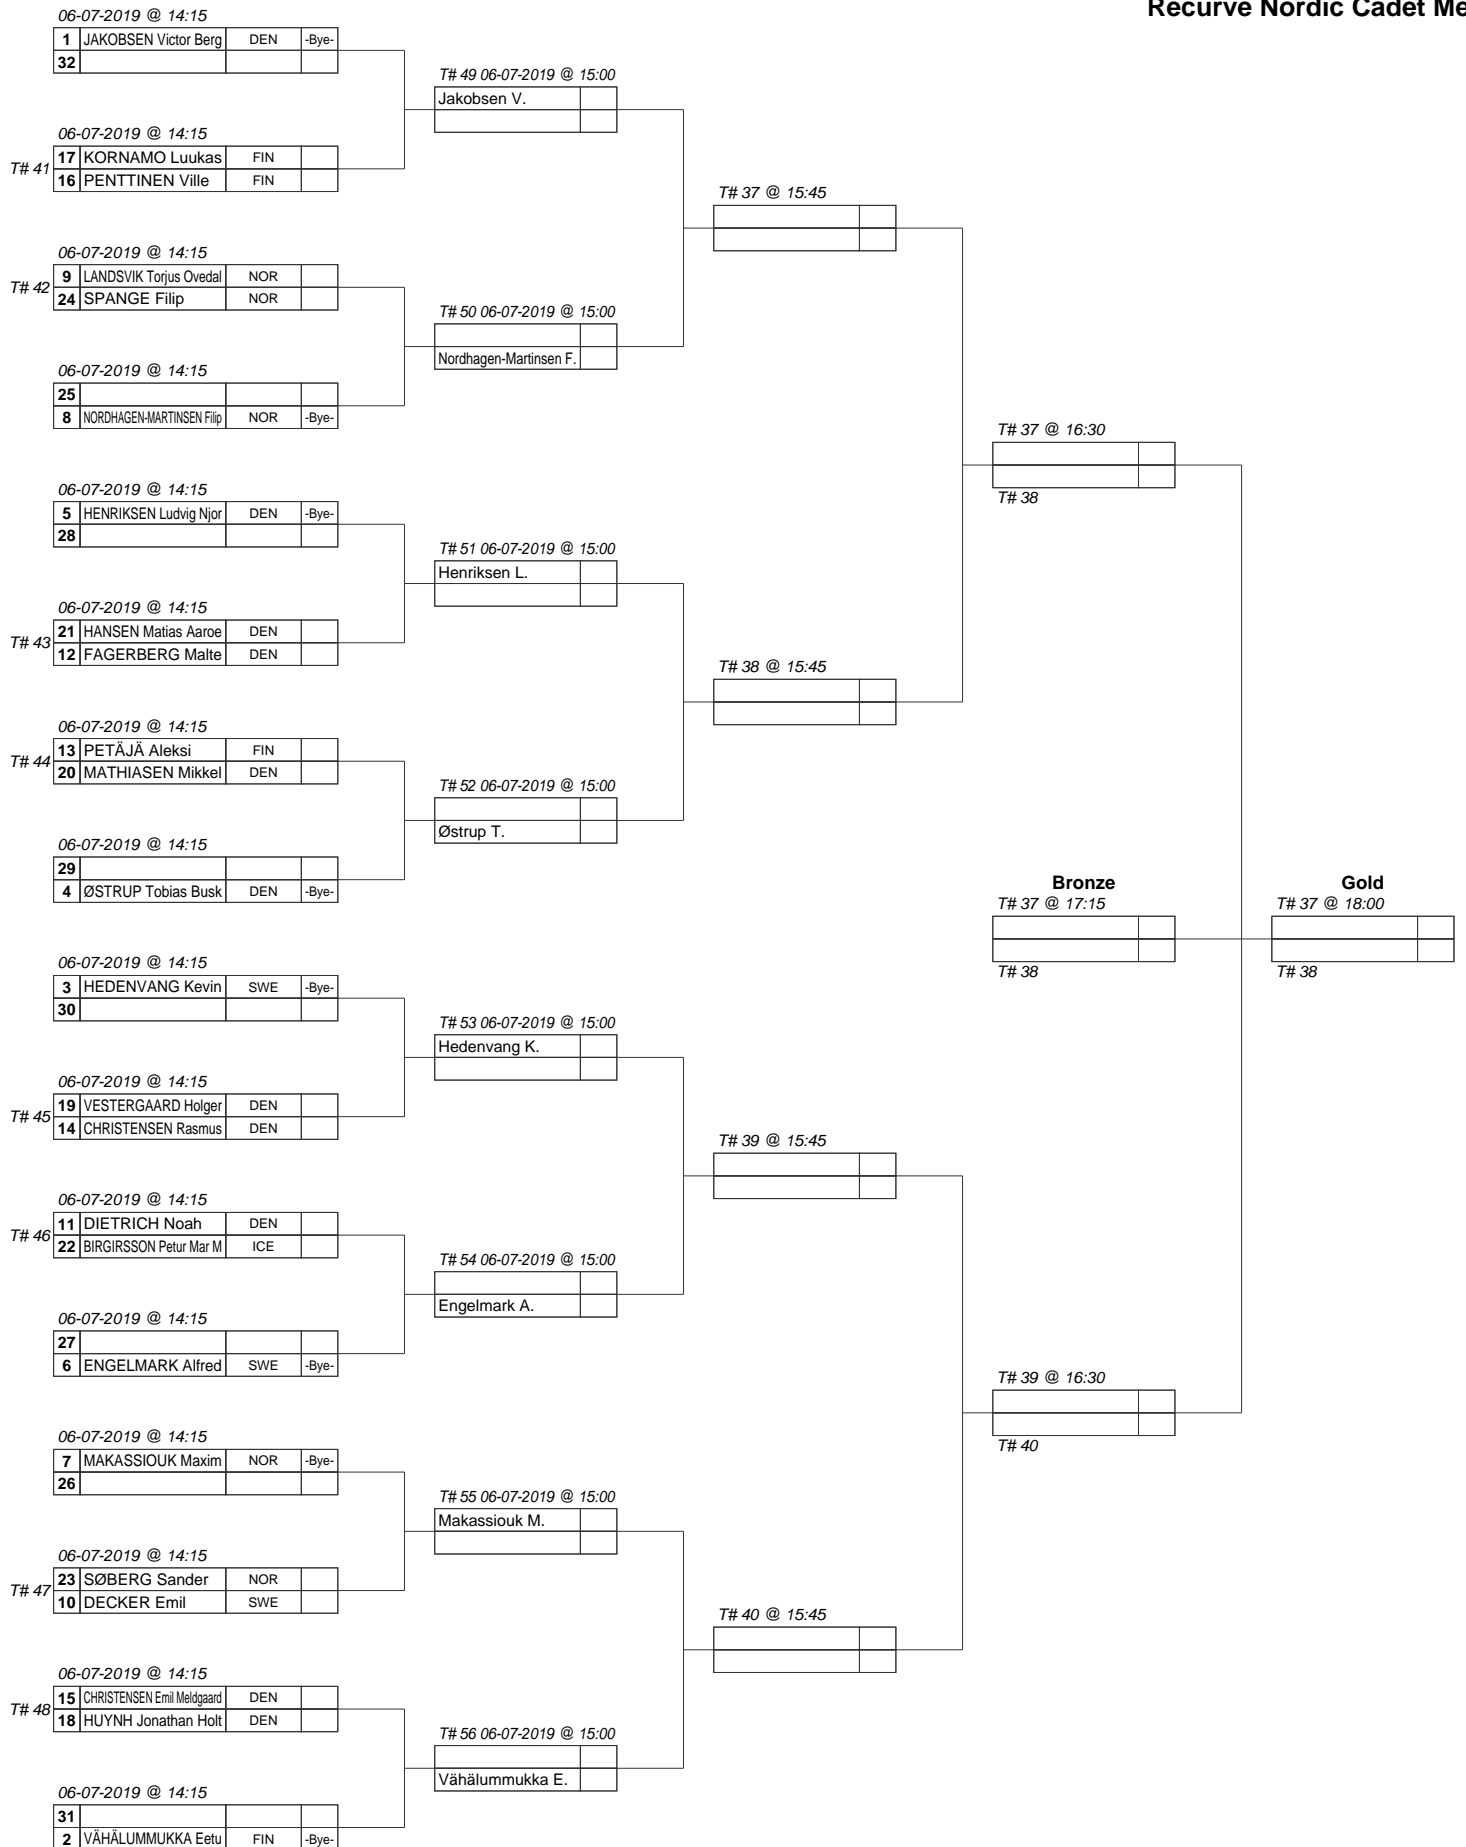 Recurve Nordic Cadet Me
06-07-2019 @ 14:15
1 JAKOBSEN Victor Berg DEN -Bye-
32
T# 49 06-07-2019 @ 15:00
Jakobsen V.
06-07-2019 @ 14:15
T# 41
17 KORNAMO Luukas FIN
16 PENTTINEN Ville FIN
T# 37 @ 15:45
06-07-2019 @ 14:15
T# 42
9 LANDSVIK Torjus Ovedal NOR
24 SPANGE Filip NOR
T# 50 06-07-2019 @ 15:00
Nordhagen-Martinsen F.
06-07-2019 @ 14:15
25
8 NORDHAGEN-MARTINSEN Filip NOR -Bye-
T# 37 @ 16:30
T# 38
06-07-2019 @ 14:15
5 HENRIKSEN Ludvig Njor DEN -Bye-
28
T# 51 06-07-2019 @ 15:00
Henriksen L.
06-07-2019 @ 14:15
T# 43
21 HANSEN Matias Aaroe DEN
12 FAGERBERG Malte DEN
T# 38 @ 15:45
06-07-2019 @ 14:15
T# 44
13 PETÄJÄ Aleksi FIN
20 MATHIASEN Mikkel DEN
T# 52 06-07-2019 @ 15:00
Østrup T.
06-07-2019 @ 14:15
29
4 ØSTRUP Tobias Busk DEN -Bye-
Bronze
T# 37 @ 17:15
T# 38
Gold
T# 37 @ 18:00
T# 38
06-07-2019 @ 14:15
3 HEDENVANG Kevin SWE -Bye-
30
T# 53 06-07-2019 @ 15:00
Hedenvang K.
06-07-2019 @ 14:15
T# 45
19 VESTERGAARD Holger DEN
14 CHRISTENSEN Rasmus DEN
T# 39 @ 15:45
06-07-2019 @ 14:15
T# 46
11 DIETRICH Noah DEN
22 BIRGIRSSON Petur Mar M ICE
T# 54 06-07-2019 @ 15:00
Engelmark A.
06-07-2019 @ 14:15
27
6 ENGELMARK Alfred SWE -Bye-
T# 39 @ 16:30
T# 40
06-07-2019 @ 14:15
7 MAKASSIOUK Maxim NOR -Bye-
26
T# 55 06-07-2019 @ 15:00
Makassiouk M.
06-07-2019 @ 14:15
T# 47
23 SØBERG Sander NOR
10 DECKER Emil SWE
T# 40 @ 15:45
06-07-2019 @ 14:15
T# 48
15 CHRISTENSEN Emil Meldgaard DEN
18 HUYNH Jonathan Holt DEN
T# 56 06-07-2019 @ 15:00
Vähälummukka E.
06-07-2019 @ 14:15
31
2 VÄHÄLUMMUKKA Eetu FIN -Bye-